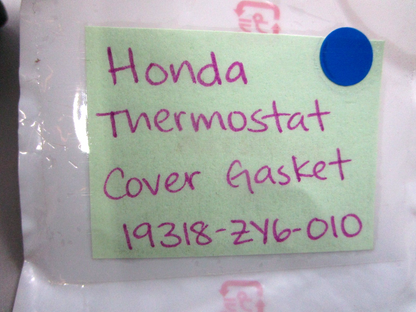 Honda
Thermostat
Cover Gasket
19318-ZY6-010